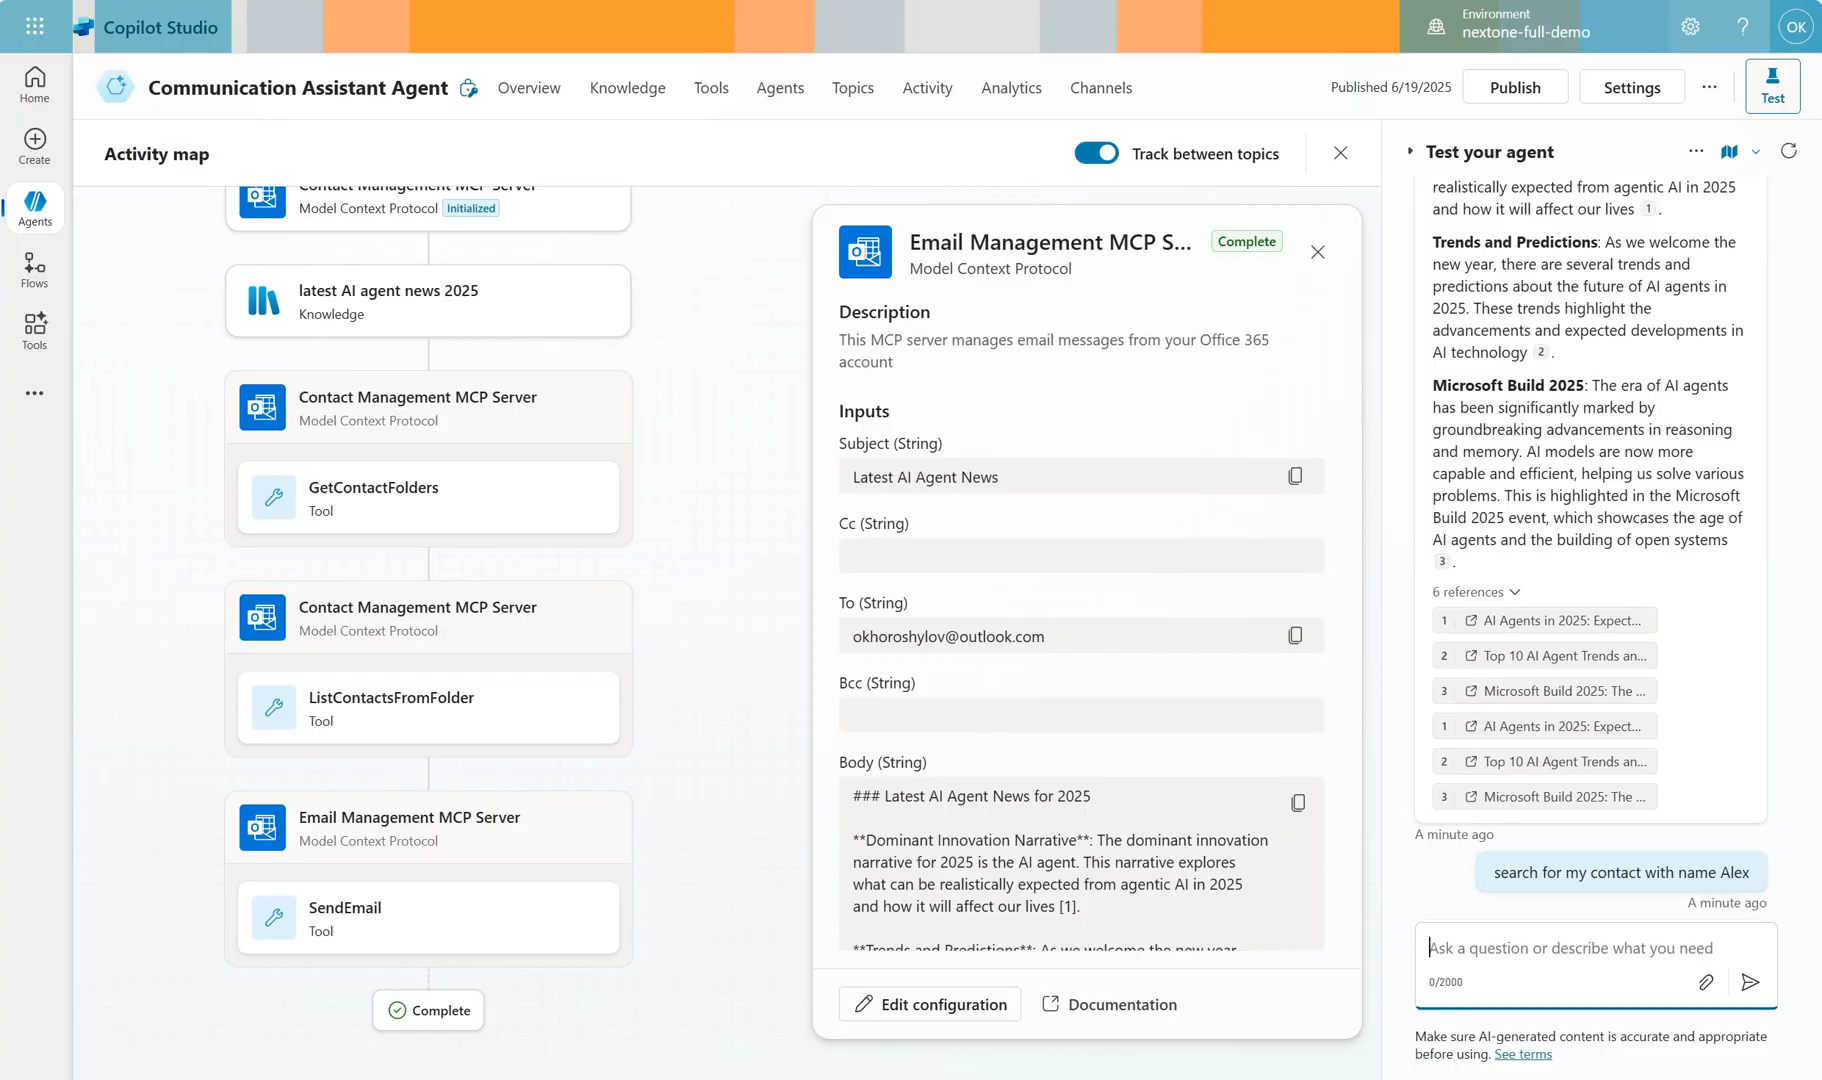 Copilot Studio
Environment
nextone-full-demo
?
OK
Home
Create
Agents
Flows
Tools
Communication Assistant Agent
Overview
Knowledge
Tools
Agents
Topics
Activity
Analytics
Channels
Published 6/19/2025
Publish
Settings
Test
Activity map
Track between topics
Contact Management MCP Server
Model Context Protocol
Initialized
latest AI agent news 2025
Knowledge
Contact Management MCP Server
Model Context Protocol
GetContactFolders
Tool
Contact Management MCP Server
Model Context Protocol
ListContactsFromFolder
Tool
Email Management MCP Server
Model Context Protocol
SendEmail
Tool
Complete
Email Management MCP S...
Complete
Model Context Protocol
Description
This MCP server manages email messages from your Office 365
account
Inputs
Subject (String)
Latest AI Agent News
Cc (String)
To (String)
okhoroshylov@outlook.com
Bcc (String)
Body (String)
### Latest AI Agent News for 2025
**Dominant Innovation Narrative**: The dominant innovation
narrative for 2025 is the AI agent. This narrative explores
what can be realistically expected from agentic AI in 2025
and how it will affect our lives [1].
**Trends and Predictions**: As we welcome the new year
Edit configuration
Documentation
Test your agent
realistically expected from agentic AI in 2025
and how it will affect our lives 1 .
Trends and Predictions: As we welcome the
new year, there are several trends and
predictions about the future of AI agents in
2025. These trends highlight the
advancements and expected developments in
AI technology 2 .
Microsoft Build 2025: The era of AI agents
has been significantly marked by
groundbreaking advancements in reasoning
and memory. AI models are now more
capable and efficient, helping us solve various
problems. This is highlighted in the Microsoft
Build 2025 event, which showcases the age of
AI agents and the building of open systems
3 .
6 references
1 AI Agents in 2025: Expect...
2 Top 10 AI Agent Trends an...
3 Microsoft Build 2025: The ...
1 AI Agents in 2025: Expect...
2 Top 10 AI Agent Trends an...
3 Microsoft Build 2025: The ...
A minute ago
search for my contact with name Alex
A minute ago
Ask a question or describe what you need
0/2000
Make sure AI-generated content is accurate and appropriate
before using. See terms